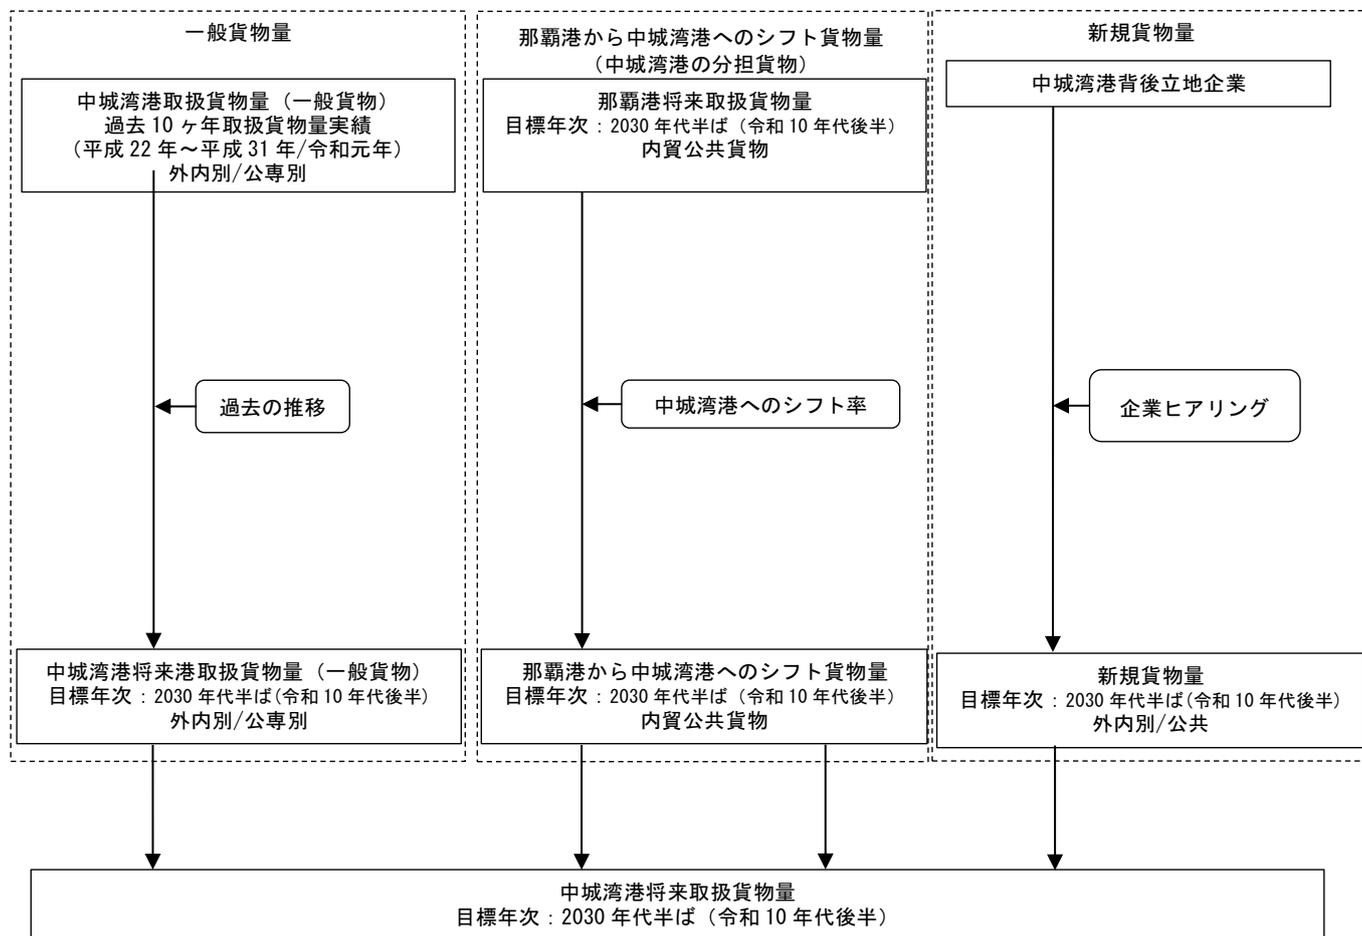 一般貨物量
中城湾港取扱貨物量（一般貨物）
過去10ヶ年取扱貨物量実績
（平成22年～平成31年/令和元年）
外内別/公専別
過去の推移
中城湾港将来港取扱貨物量（一般貨物）
目標年次：2030年代半ば(令和10年代後半)
外内別/公専別
那覇港から中城湾港へのシフト貨物量
（中城湾港の分担貨物）
那覇港将来取扱貨物量
目標年次：2030年代半ば（令和10年代後半）
内貿公共貨物
中城湾港へのシフト率
那覇港から中城湾港へのシフト貨物量
目標年次：2030年代半ば（令和10年代後半）
内貿公共貨物
新規貨物量
中城湾港背後立地企業
企業ヒアリング
新規貨物量
目標年次：2030年代半ば(令和10年代後半)
外内別/公共
中城湾港将来取扱貨物量
目標年次：2030年代半ば（令和10年代後半）